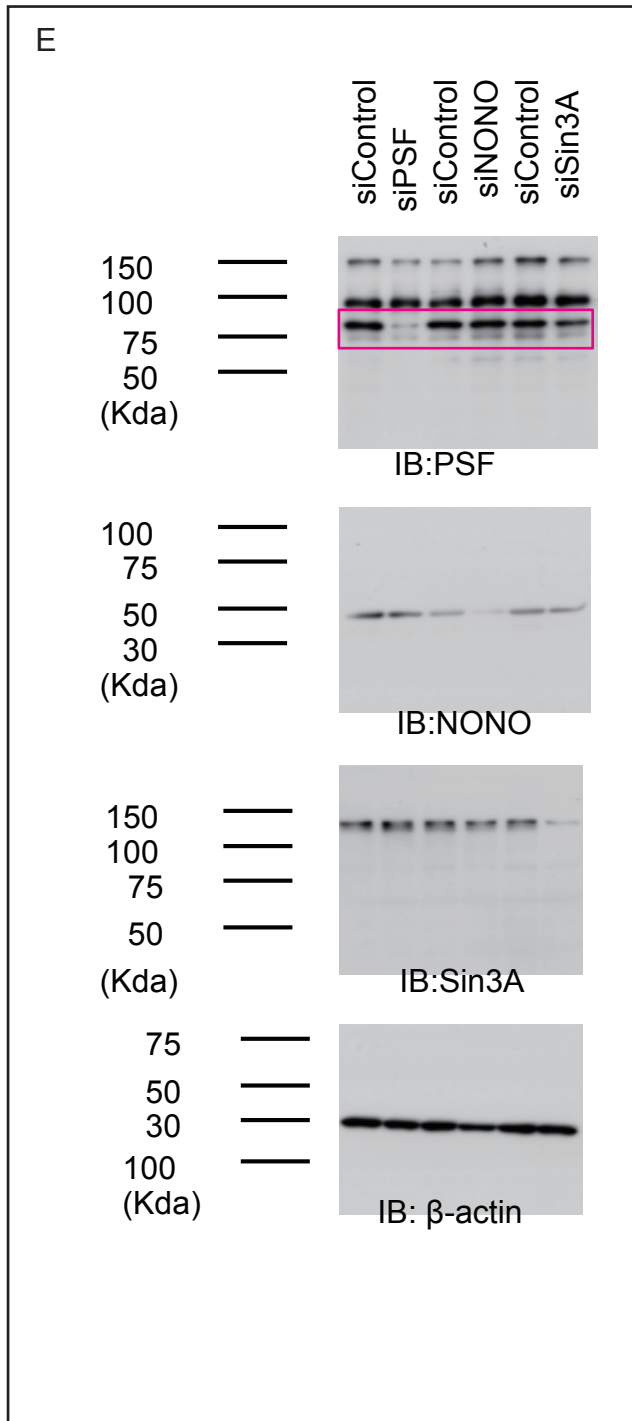 E
siControl
siPSF
siControl
siNONO
siControl
siSin3A
150
100
75
50
(Kda)
IB:PSF
100
75
50
30
(Kda)
IB:NONO
150
100
75
50
(Kda)
IB:Sin3A
75
50
30
100
(Kda)
IB: β-actin